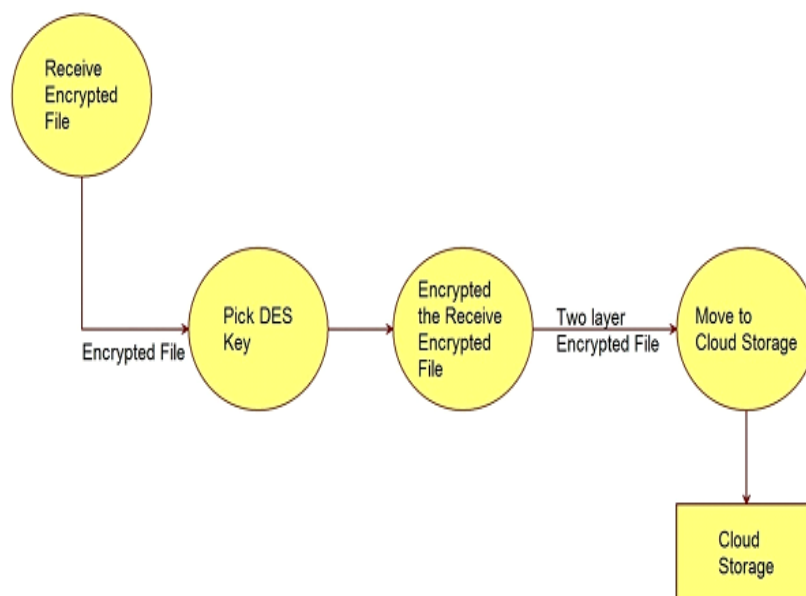 Receive
Encrypted
File
Encrypted File
Pick DES
Key
Encrypted
the Receive
Encrypted
File
Two layer
Encrypted File
Move to
Cloud Storage
Cloud
Storage